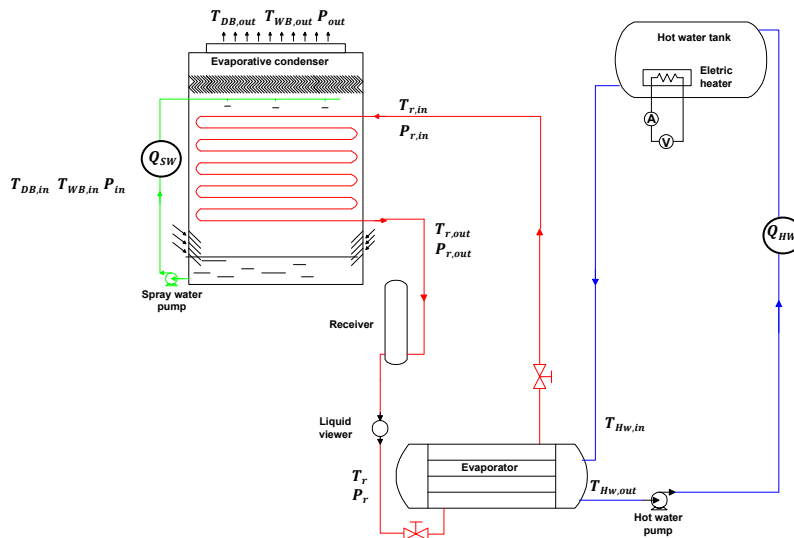 T_DB,out T_WB,out P_out
Evaporative condenser
Hot water tank
Eletric
heater
A
V
T_r,in
P_r,in
Q_SW
T_DB,in T_WB,in P_in
Q_HW
T_r,out
P_r,out
Spray water
pump
Receiver
Liquid
viewer
T_Hw,in
Evaporator
T_r
P_r
T_Hw,out
Hot water
pump